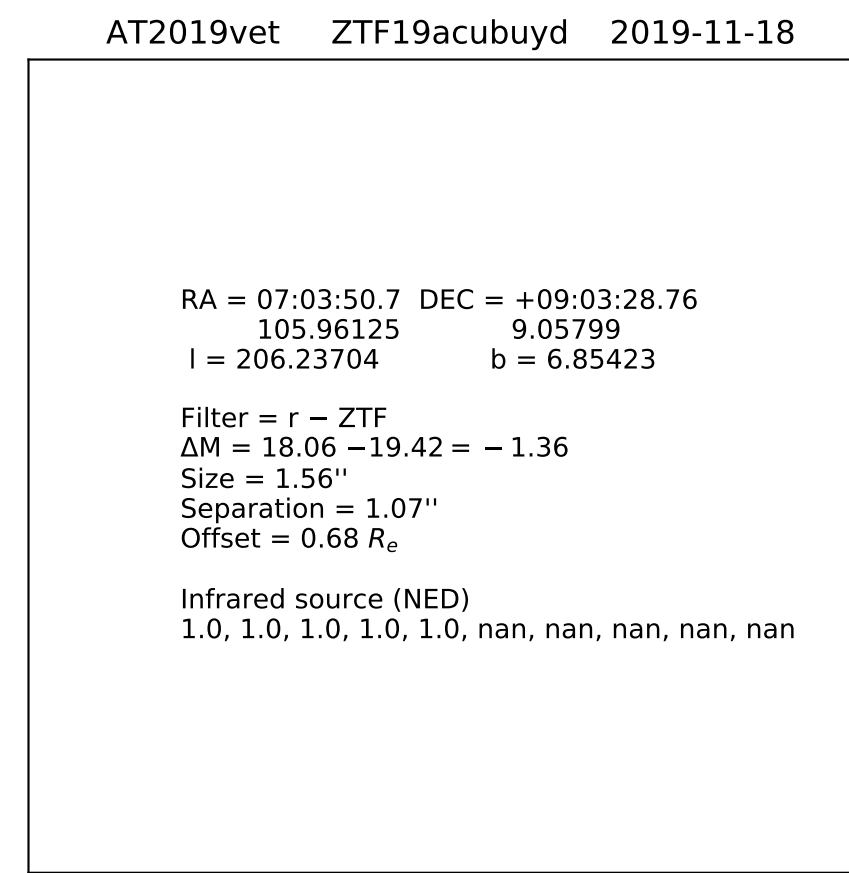 AT2019vet ZTF19acubuyd 2019-11-18
RA = 07:03:50.7 DEC = +09:03:28.76
105.96125 9.05799
l = 206.23704 b = 6.85423
Filter = r − ZTF
ΔM = 18.06 −19.42 = − 1.36
Size = 1.56''
Separation = 1.07''
Offset = 0.68 Re
Infrared source (NED)
1.0, 1.0, 1.0, 1.0, 1.0, nan, nan, nan, nan, nan